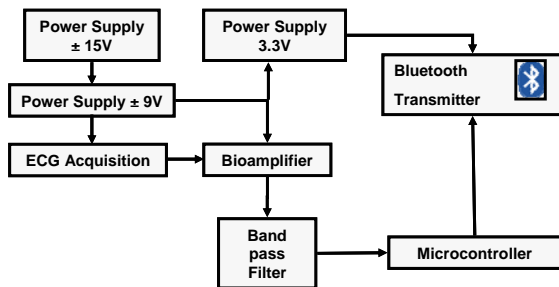 Power Supply
± 15V
Power Supply
3.3V
Bluetooth
Transmitter
Power Supply ± 9V
ECG Acquisition
Bioamplifier
Band
pass
Filter
Microcontroller